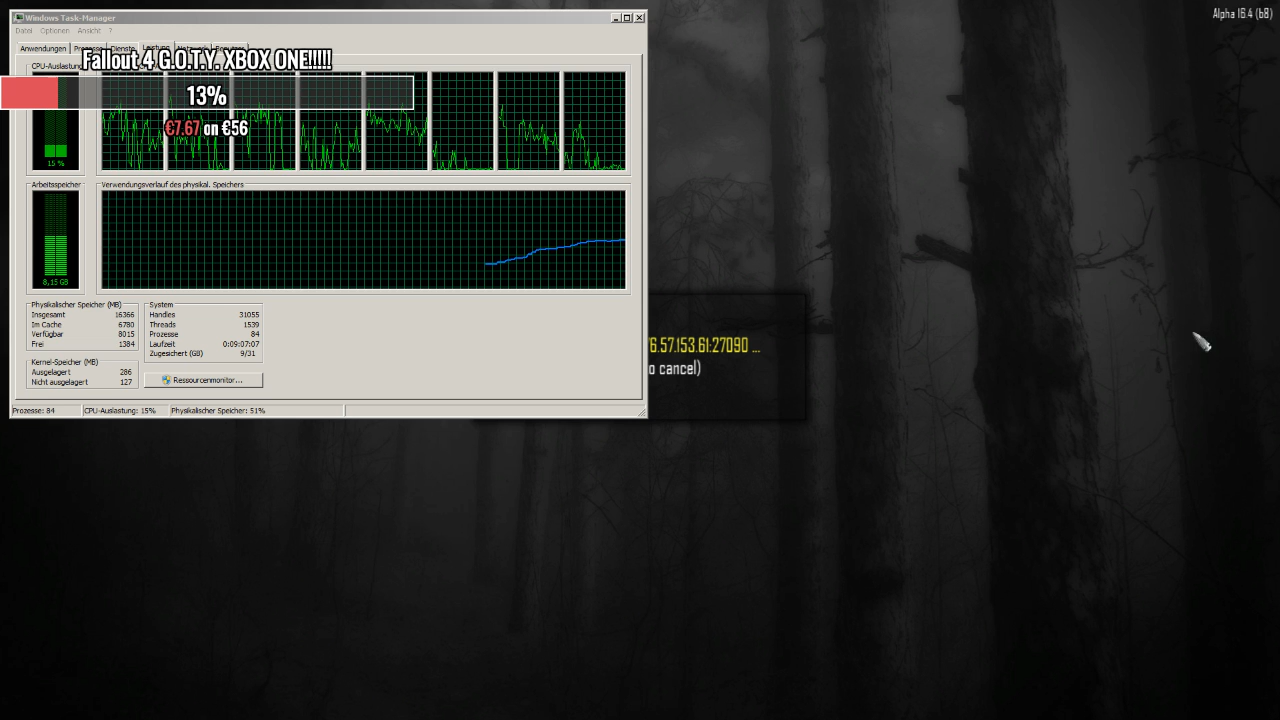 Windows Task-Manager
Alpha 16.4 (b8)
Datei Optionen Ansicht ?
Anwendungen
Dienste
Leistung
CPU-Auslastung
Fallout 4 G.O.T.Y. XBOX ONE!!!!!
13%
€7.67 on €56
15 %
Arbeitsspeicher
Verwendungsverlauf des physikal. Speichers
8,15 GB
Physikalischer Speicher (MB)
Insgesamt 16366
Im Cache 6780
Verfügbar 8015
Frei 1384
System
Handles 31055
Threads 1539
Prozesse 84
Laufzeit 0:09:07:07
Zugesichert (GB) 9/31
Kernel-Speicher (MB)
Ausgelagert 286
Nicht ausgelagert 127
Ressourcenmonitor...
6.57.153.61:27090 ...
o cancel)
Prozesse: 84 CPU-Auslastung: 15% Physikalischer Speicher: 51%